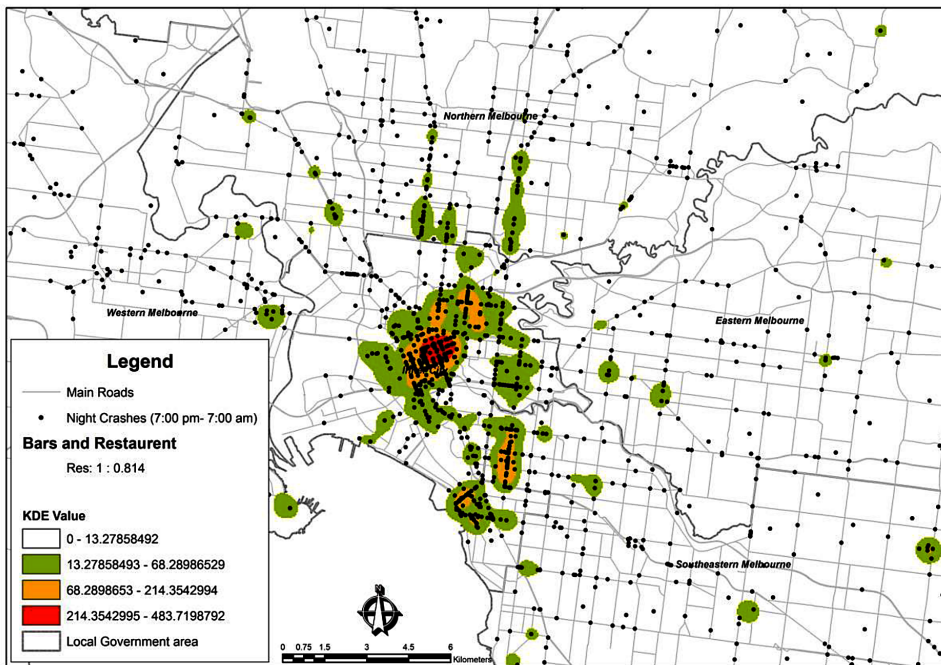 Northern Melbourne
Western Melbourne
Eastern Melbourne
Southeastern Melbourne
Legend
Main Roads
Night Crashes (7:00 pm- 7:00 am)
Bars and Restaurent
Res: 1 : 0.814
KDE Value
0 - 13.27858492
13.27858493 - 68.28986529
68.2898653 - 214.3542994
214.3542995 - 483.7198792
Local Government area
0 0.75 1.5 3 4.5 6
Kilometers